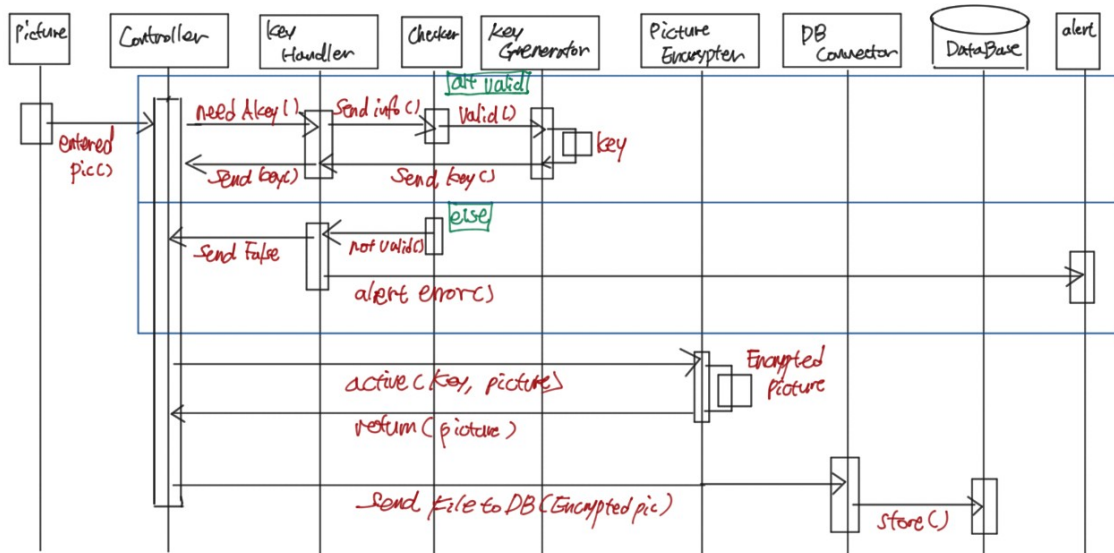 Picture
Controller
Key
Handler
Checker
Key
Generator
Picture
Encrypter
DB
Connector
DataBase
alert
alt valid
need Akey()
Send info()
Valid()
entered
pic()
key
Send key()
Send key()
else
Send False
not valid()
alert error()
active (key, picture)
Encrypted
picture
return (picture)
Send File to DB (Encrypted pic)
store()